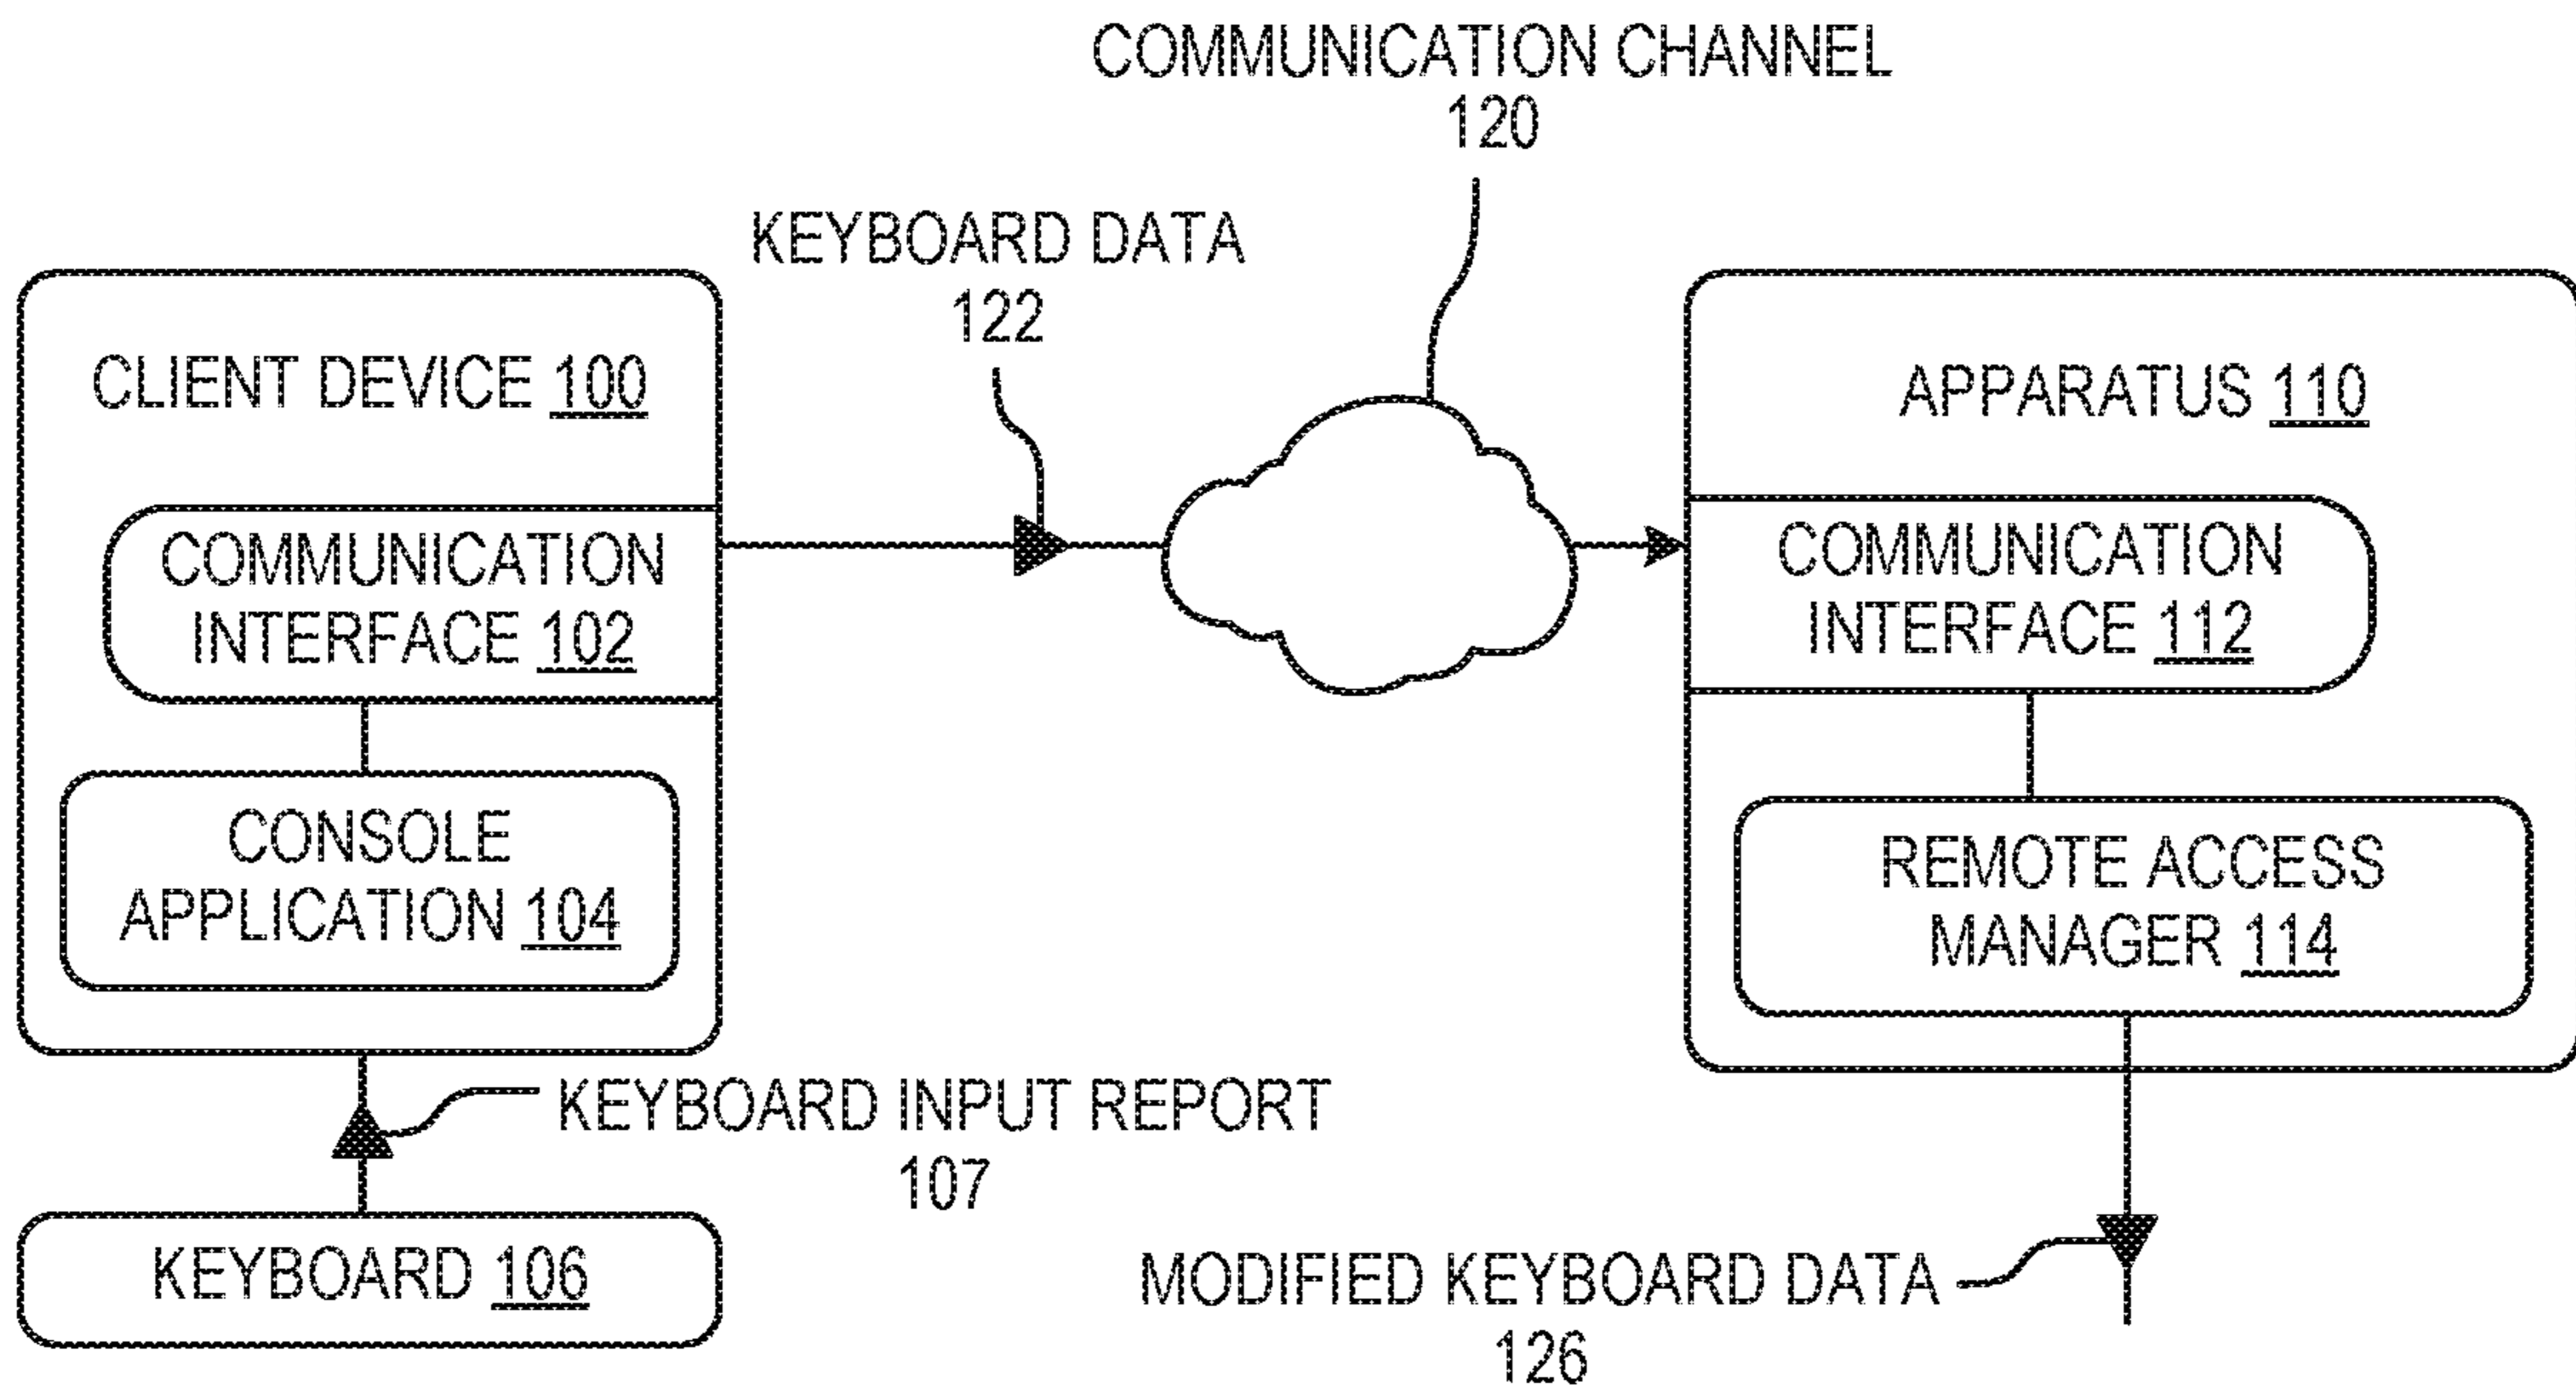 COMMUNICATION CHANNEL
120
KEYBOARD DATA
122
CLIENT DEVICE 100
COMMUNICATION
INTERFACE 102
CONSOLE
APPLICATION 104
KEYBOARD INPUT REPORT
107
KEYBOARD 106
APPARATUS 110
COMMUNICATION
INTERFACE 112
REMOTE ACCESS
MANAGER 114
MODIFIED KEYBOARD DATA
126